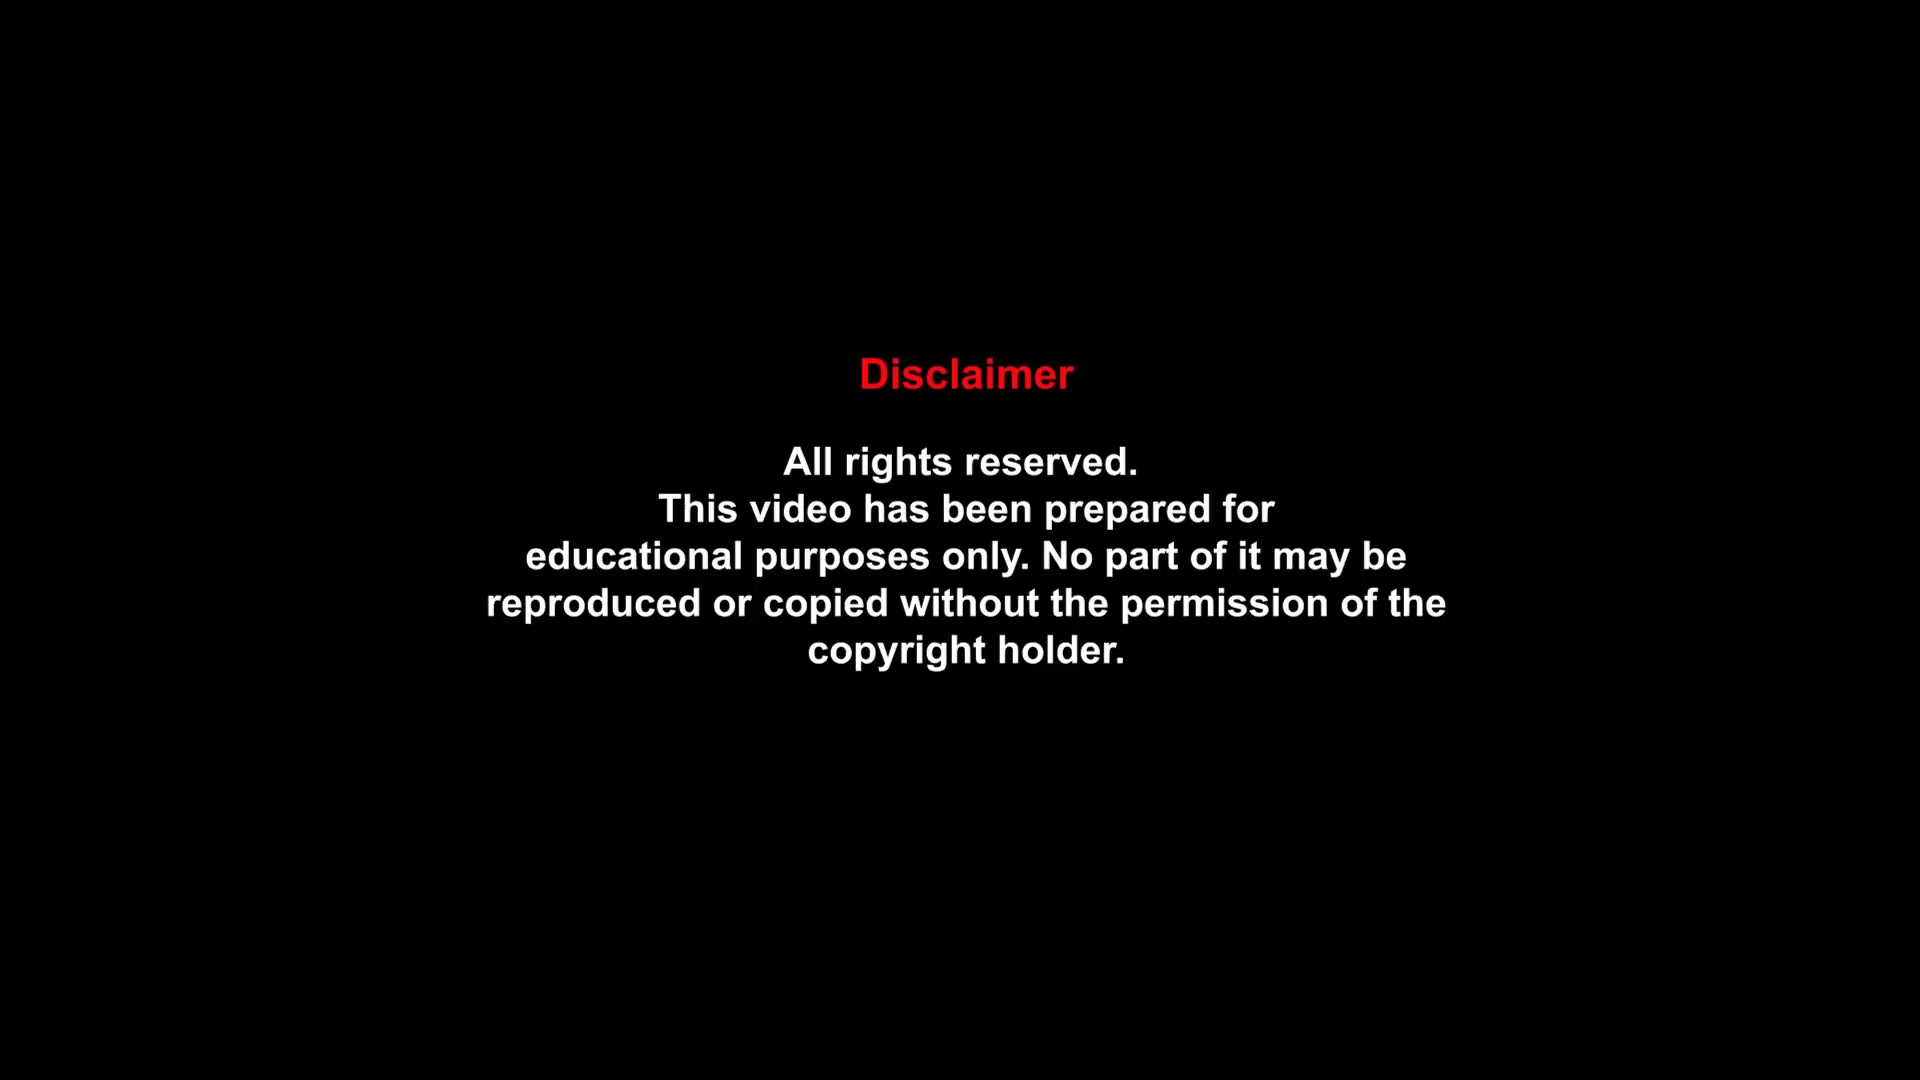 Disclaimer
All rights reserved.
This video has been prepared for
educational purposes only. No part of it may be
reproduced or copied without the permission of the
copyright holder.